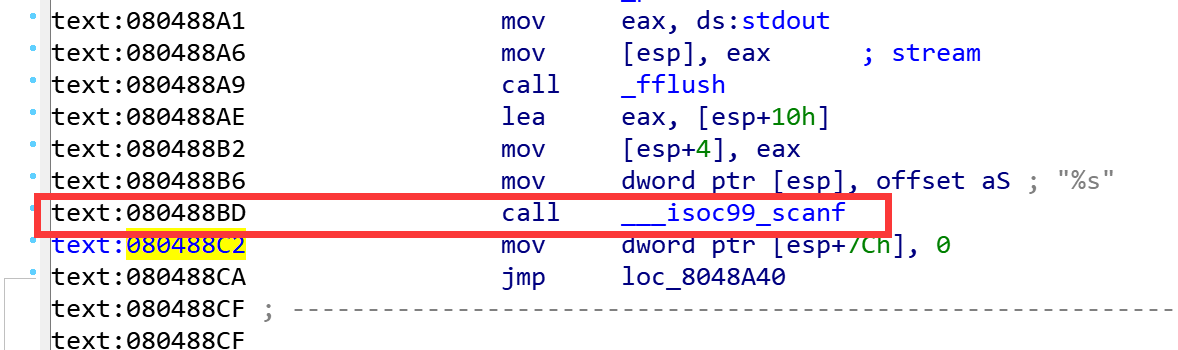 text:080488A1 mov eax, ds:stdout
text:080488A6 mov [esp], eax ; stream
text:080488A9 call _fflush
text:080488AE lea eax, [esp+10h]
text:080488B2 mov [esp+4], eax
text:080488B6 mov dword ptr [esp], offset aS ; "%s"
text:080488BD call ___isoc99_scanf
text:080488C2 mov dword ptr [esp+7Ch], 0
text:080488CA jmp loc_8048A40
text:080488CF ; ---------------------------------------------------------------
text:080488CF